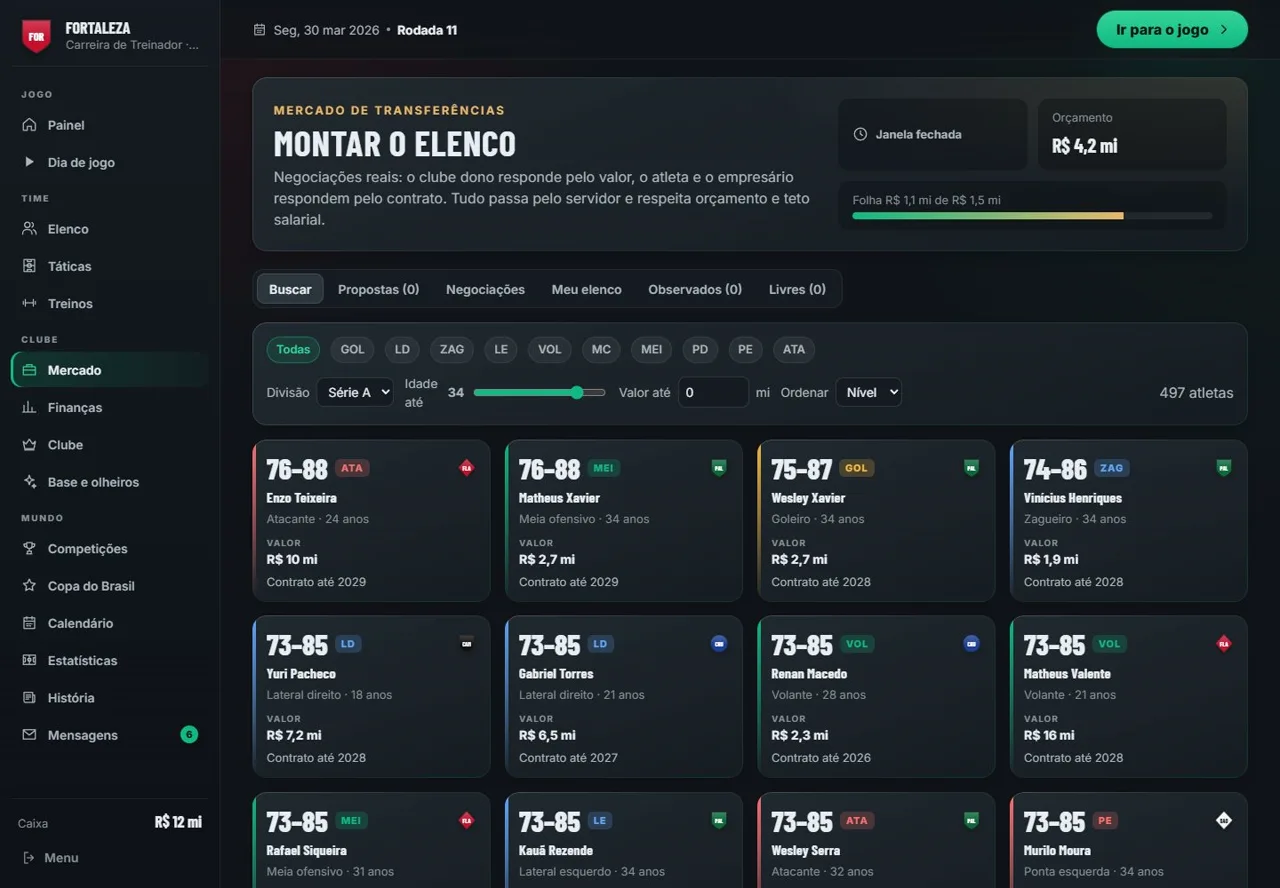 FOR
FORTALEZA
Carreira de Treinador ·...
JOGO
Painel
Dia de jogo
TIME
Elenco
Táticas
Treinos
CLUBE
Mercado
Finanças
Clube
Base e olheiros
MUNDO
Competições
Copa do Brasil
Calendário
Estatísticas
História
Mensagens 6
Caixa R$ 12 mi
Menu
Seg, 30 mar 2026 • Rodada 11
Ir para o jogo
MERCADO DE TRANSFERÊNCIAS
MONTAR O ELENCO
Negociações reais: o clube dono responde pelo valor, o atleta e o empresário
respondem pelo contrato. Tudo passa pelo servidor e respeita orçamento e teto
salarial.
Janela fechada
Orçamento
R$ 4,2 mi
Folha R$ 1,1 mi de R$ 1,5 mi
Buscar Propostas (0) Negociações Meu elenco Observados (0) Livres (0)
Todas GOL LD ZAG LE VOL MC MEI PD PE ATA
Divisão Série A Idade até 34 Valor até 0 mi Ordenar Nível 497 atletas
76–88 ATA FLA
Enzo Teixeira
Atacante · 24 anos
VALOR
R$ 10 mi
Contrato até 2029
76–88 MEI PAL
Matheus Xavier
Meia ofensivo · 34 anos
VALOR
R$ 2,7 mi
Contrato até 2029
75–87 GOL PAL
Wesley Xavier
Goleiro · 34 anos
VALOR
R$ 2,7 mi
Contrato até 2028
74–86 ZAG PAL
Vinícius Henriques
Zagueiro · 34 anos
VALOR
R$ 1,9 mi
Contrato até 2028
73–85 LD CAM
Yuri Pacheco
Lateral direito · 18 anos
VALOR
R$ 7,2 mi
Contrato até 2028
73–85 LD CRU
Gabriel Torres
Lateral direito · 21 anos
VALOR
R$ 6,5 mi
Contrato até 2027
73–85 VOL CRU
Renan Macedo
Volante · 28 anos
VALOR
R$ 2,3 mi
Contrato até 2026
73–85 VOL FLA
Matheus Valente
Volante · 21 anos
VALOR
R$ 16 mi
Contrato até 2028
73–85 MEI FLA
Rafael Siqueira
Meia ofensivo · 31 anos
73–85 LE PAL
Kauã Rezende
Lateral esquerdo · 34 anos
73–85 ATA PAL
Wesley Serra
Atacante · 32 anos
73–85 PE
Murilo Moura
Ponta esquerda · 34 anos